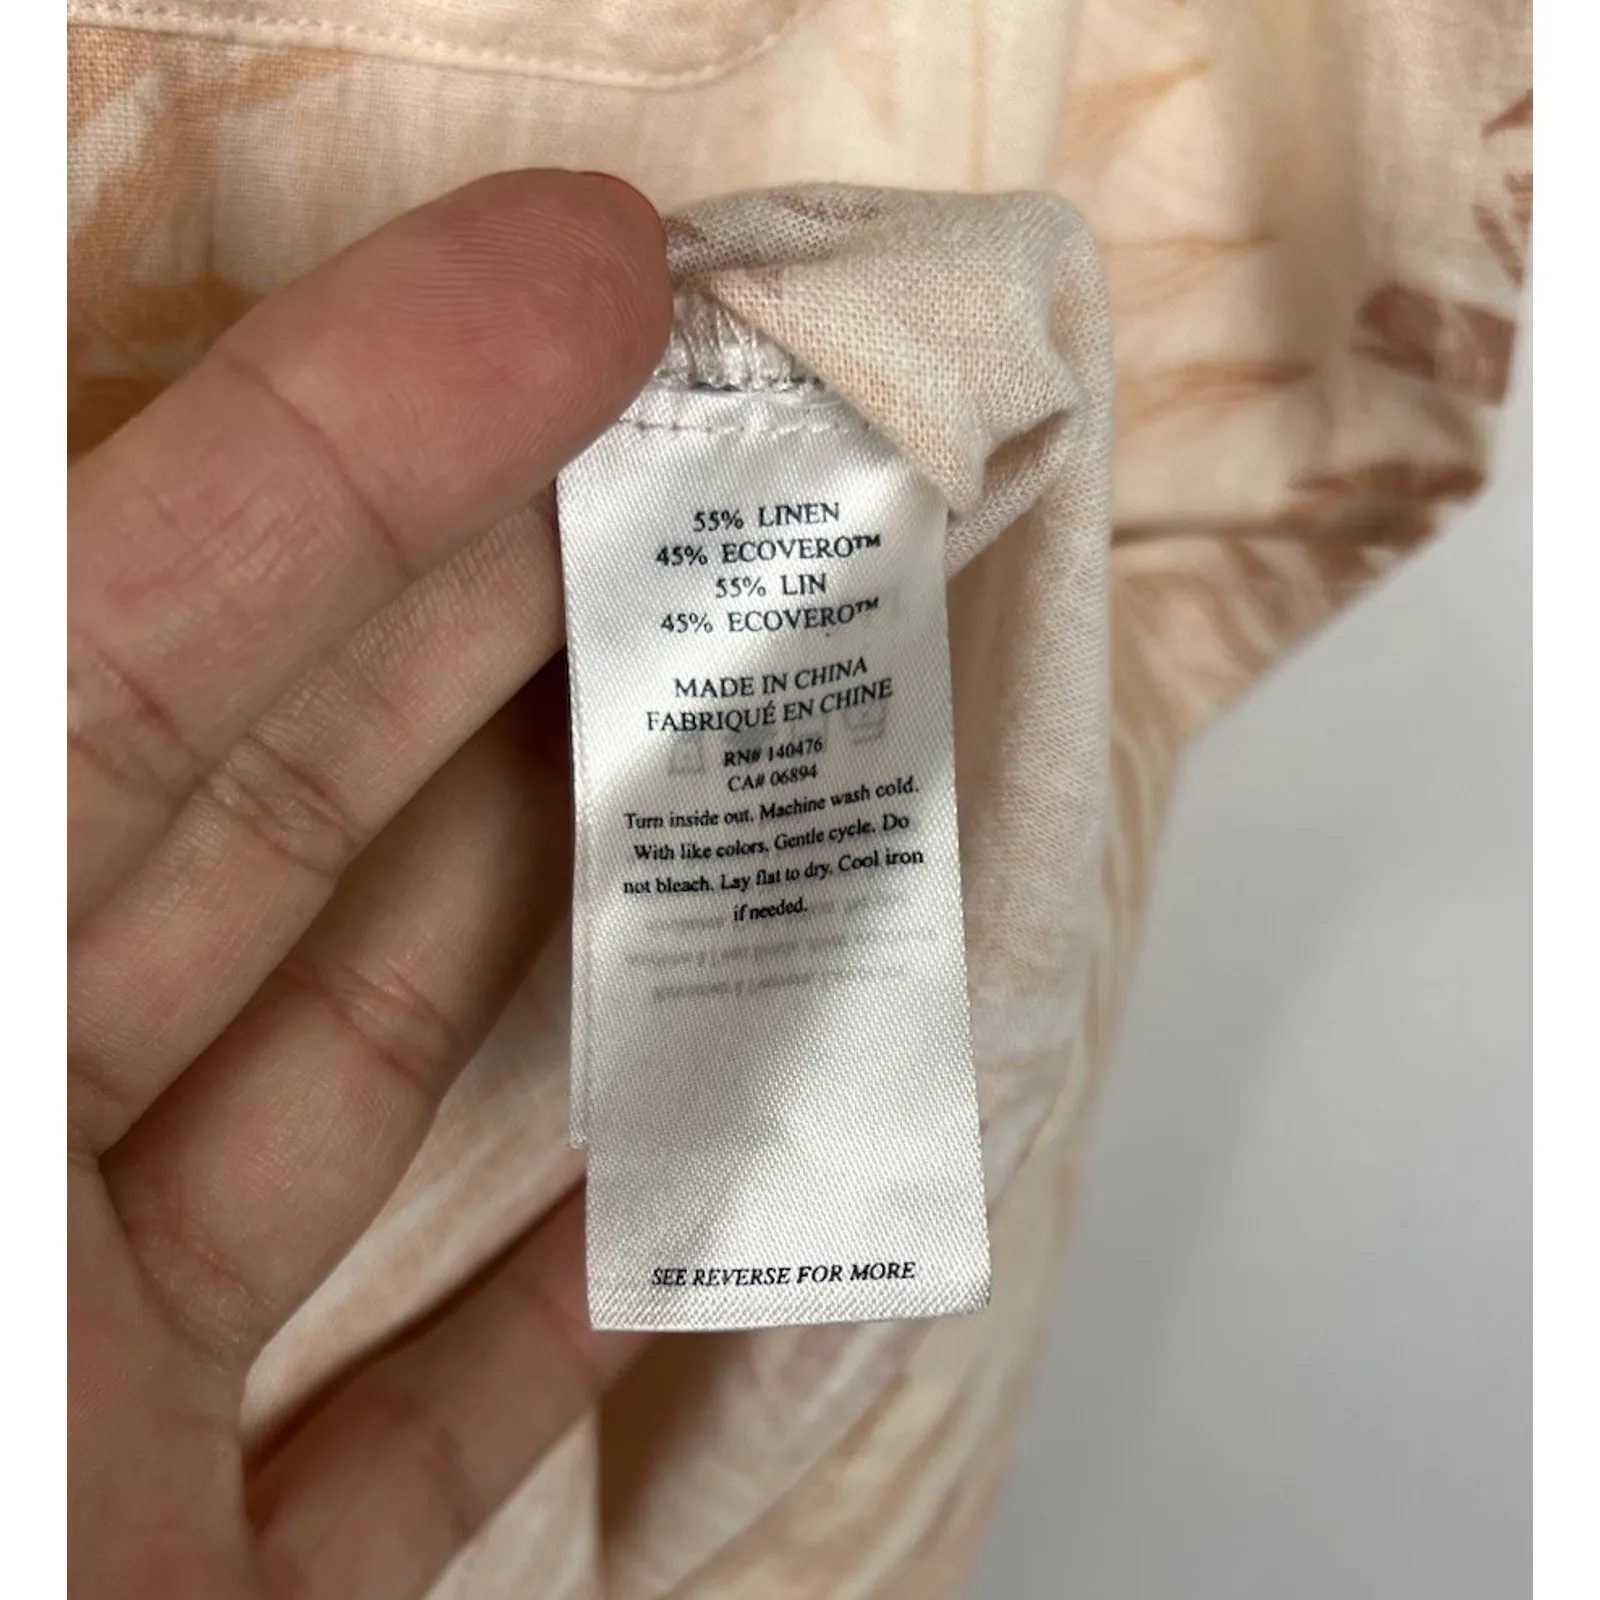 55% LINEN
45% ECOVERO™
55% LIN
45% ECOVERO™
MADE IN CHINA
FABRIQUÉ EN CHINE
RN# 140476
CA# 06894
Turn inside out. Machine wash cold.
With like colors. Gentle cycle. Do
not bleach. Lay flat to dry. Cool iron
if needed.
SEE REVERSE FOR MORE